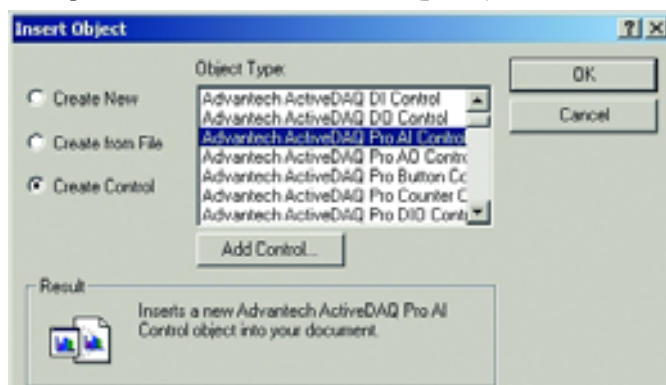 Insert Object
Object Type:
Create New
Create from File
Create Control
Advantech ActiveDAQ DI Control
Advantech ActiveDAQ DO Control
Advantech ActiveDAQ Pro AI Control
Advantech ActiveDAQ Pro AO Contro
Advantech ActiveDAQ Pro Button Co
Advantech ActiveDAQ Pro Counter C
Advantech ActiveDAQ Pro DIO Contr
OK
Cancel
Add Control...
Result
Inserts a new Advantech ActiveDAQ Pro AI
Control object into your document.